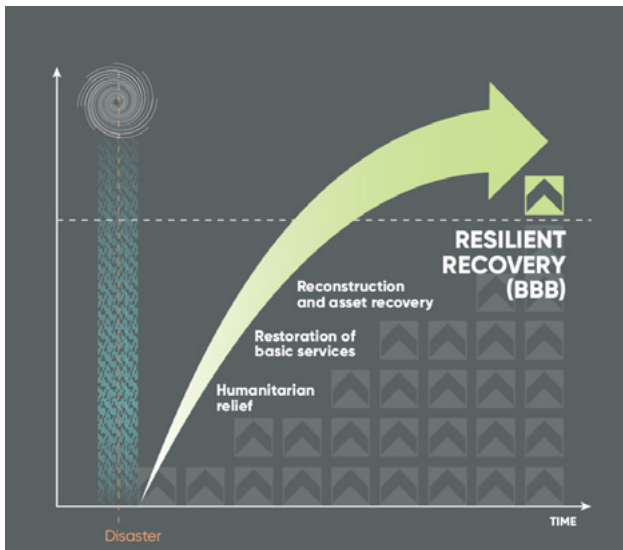 RESILIENT
RECOVERY
(BBB)
Reconstruction
and asset recovery
Restoration of
basic services
Humanitarian
relief
TIME
Disaster